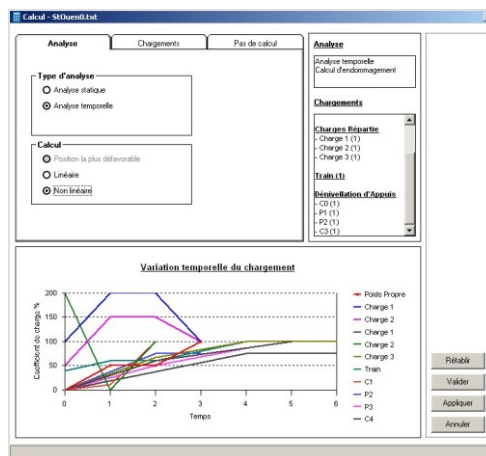 Calcul - StOuen0.txt
Analyse
Chargements
Pas de calcul
Type d'analyse
Analyse statique
Analyse temporelle
Calcul
Position la plus défavorable
Linéaire
Non linéaire
Analyse
Analyse temporelle
Calcul d'endommagement
Chargements
Charges Répartie
- Charge 1 (1)
- Charge 2 (1)
- Charge 3 (1)
Train (1)
Dénivellation d'Appuis
- C0 (1)
- P1 (1)
- P2 (1)
- C3 (1)
Variation temporelle du chargement
Coefficient de charge %
200
150
100
50
0
0 1 2 3 4 5 6
Temps
Poids Propre
Charge 1
Charge 2
Charge 1
Charge 2
Charge 3
Train
C1
P2
P3
C4
Rétablir
Valider
Appliquer
Annuler